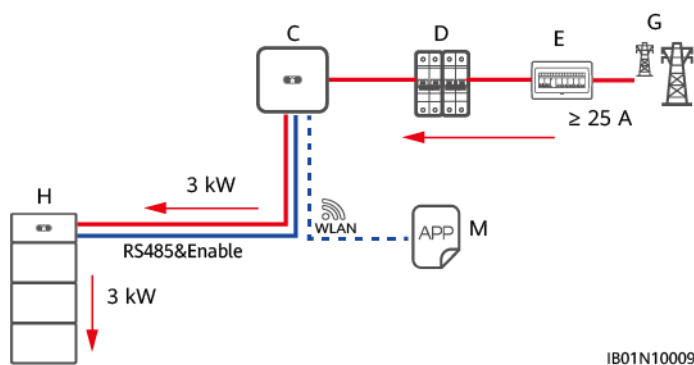 C
D
E
G
≥ 25 A
3 kW
H
WLAN
APP
M
RS485&Enable
3 kW
IB01N10009